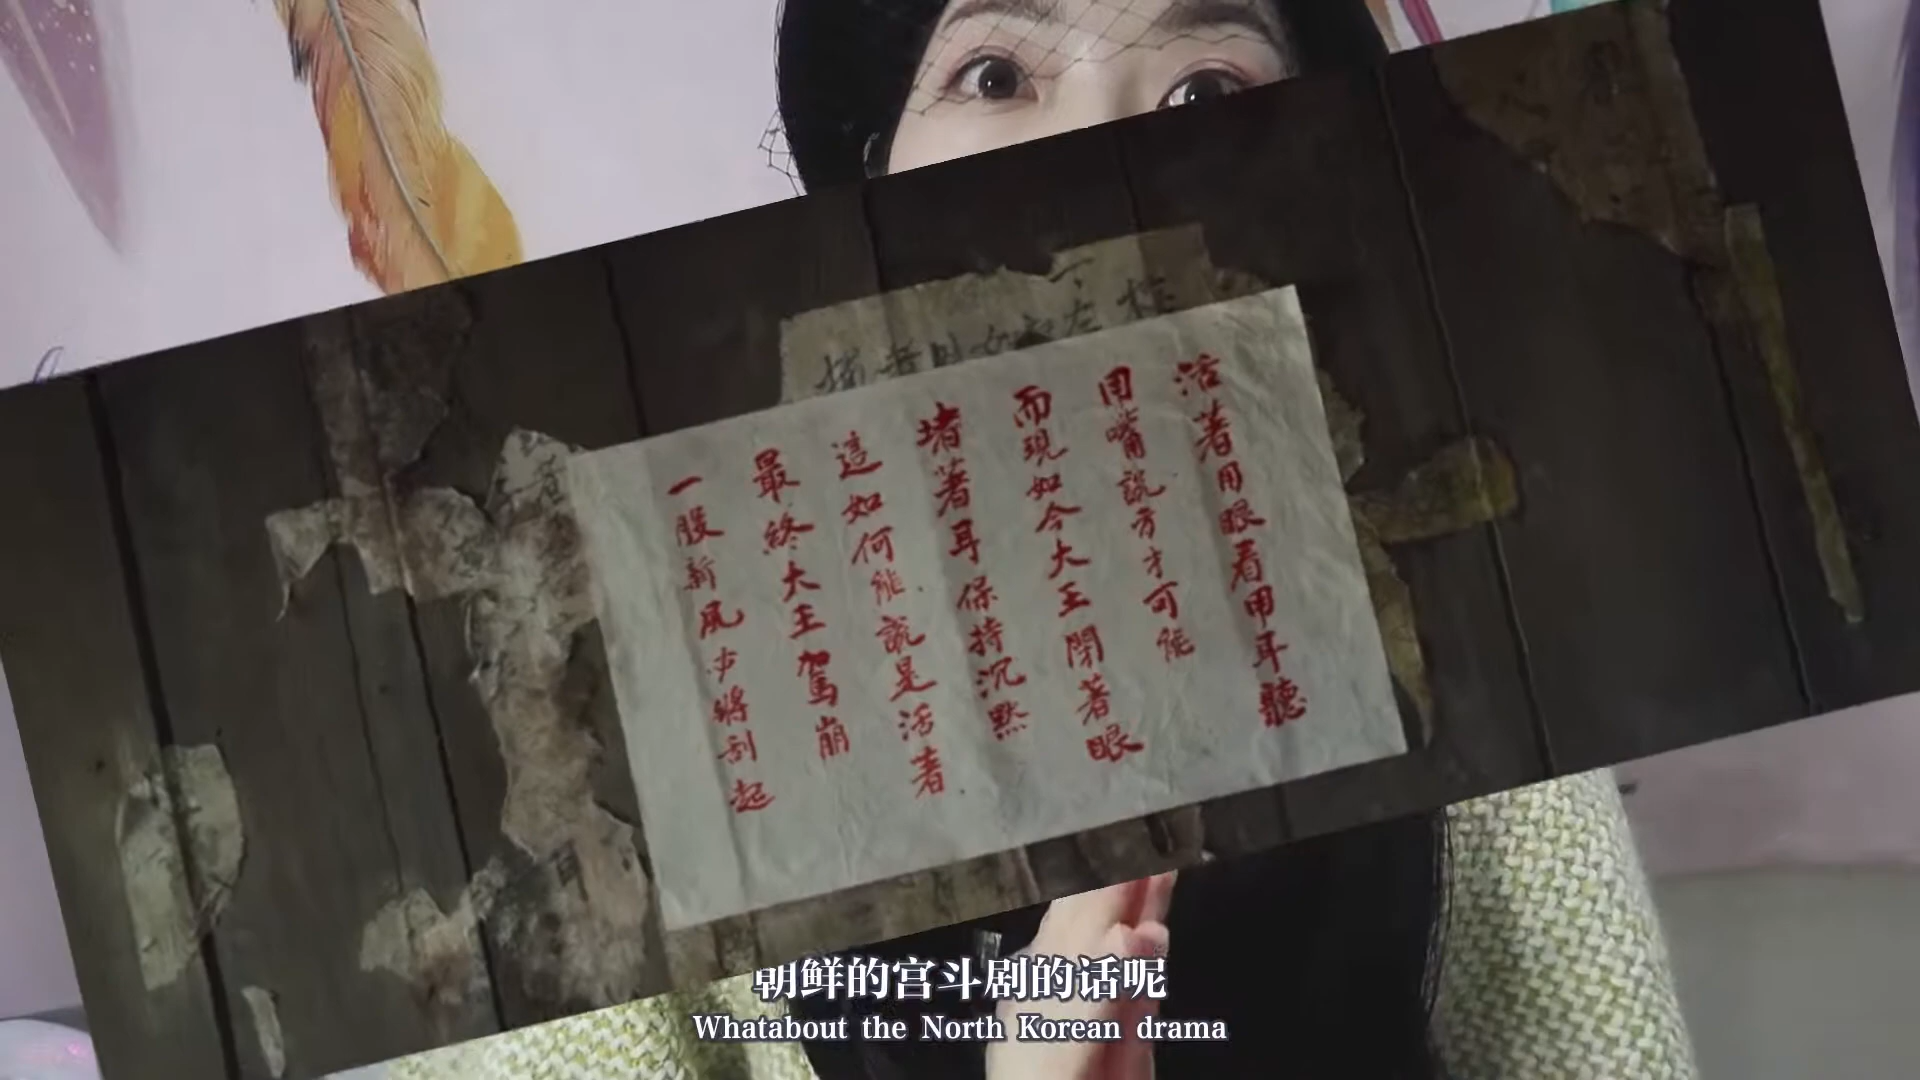 活著用眼看用耳聽
用嘴說方才可能
而現如今大王閉著眼
堵著耳保持沉默
這如何能說是活著
最終大王駕崩
一股新風亦將刮起
朝鲜的宫斗剧的话呢
Whatabout the North Korean drama